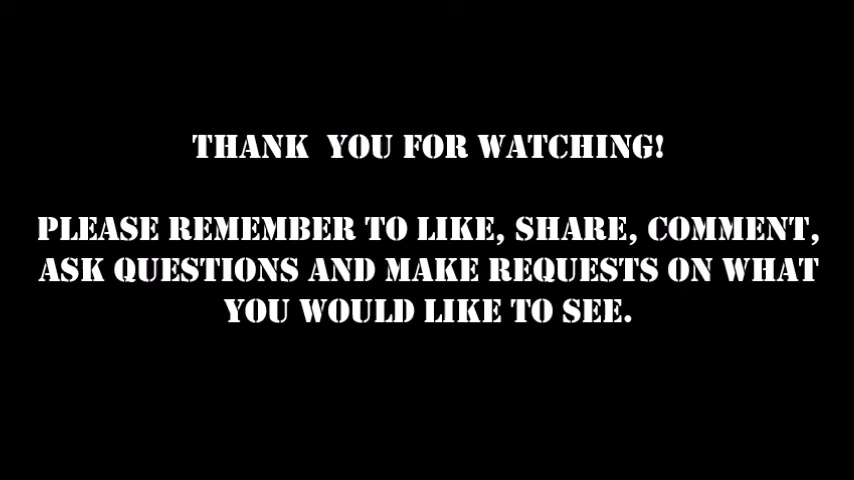 THANK  YOU FOR WATCHING!
PLEASE REMEMBER TO LIKE, SHARE, COMMENT,
ASK QUESTIONS AND MAKE REQUESTS ON WHAT
YOU WOULD LIKE TO SEE.